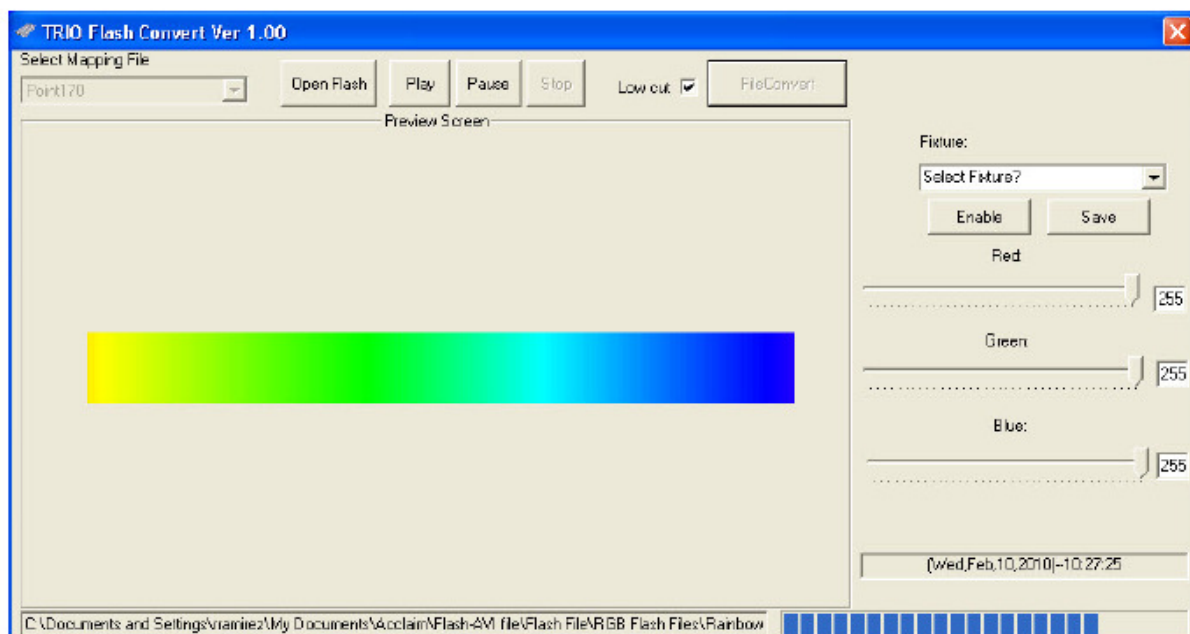 TRIO Flash Convert Ver 1.00
Select Mapping File
Point170
Open Flash
Play
Pause
Stop
Low cut
FileConvert
Preview Screen
Fixture:
Select Fixture?
Enable
Save
Red:
255
Green:
255
Blue:
255
(Wed,Feb,10,2010)--10:27:25
C:\Documents and Settings\rramirez\My Documents\Acclaim\Flash-AVI file\Flash File\RGB Flash Files\Rainbow